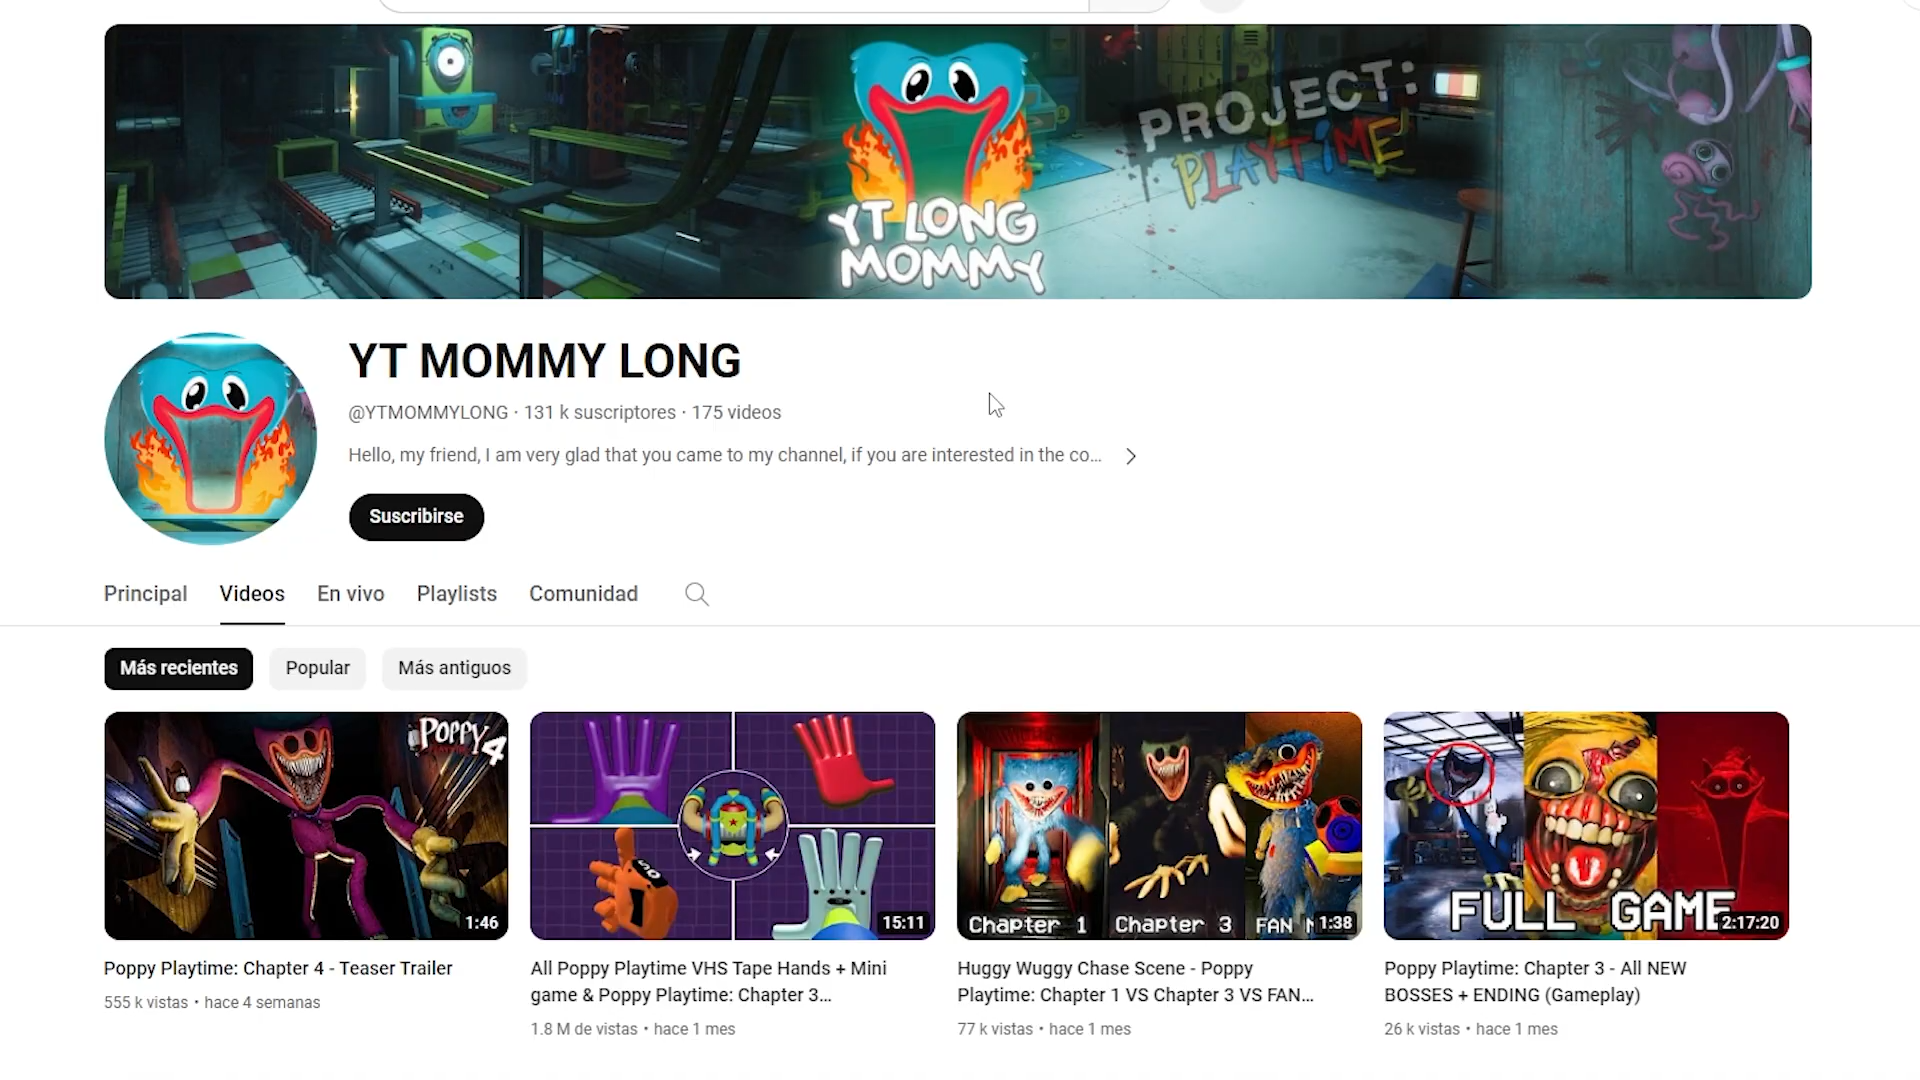 PROJECT:
PLAYTIME
YT LONG
MOMMY
YT MOMMY LONG
@YTMOMMYLONG · 131 k suscriptores · 175 videos
Hello, my friend, I am very glad that you came to my channel, if you are interested in the co...
Suscribirse
Principal Videos En vivo Playlists Comunidad
Más recientes Popular Más antiguos
POPPY
PLAYTIME
4
1:46
15:11
Chapter 1 Chapter 3 FAN
1:38
FULL GAME
2:17:20
Poppy Playtime: Chapter 4 - Teaser Trailer
555 k vistas • hace 4 semanas
All Poppy Playtime VHS Tape Hands + Mini
game & Poppy Playtime: Chapter 3...
1.8 M de vistas • hace 1 mes
Huggy Wuggy Chase Scene - Poppy
Playtime: Chapter 1 VS Chapter 3 VS FAN...
77 k vistas • hace 1 mes
Poppy Playtime: Chapter 3 - All NEW
BOSSES + ENDING (Gameplay)
26 k vistas • hace 1 mes